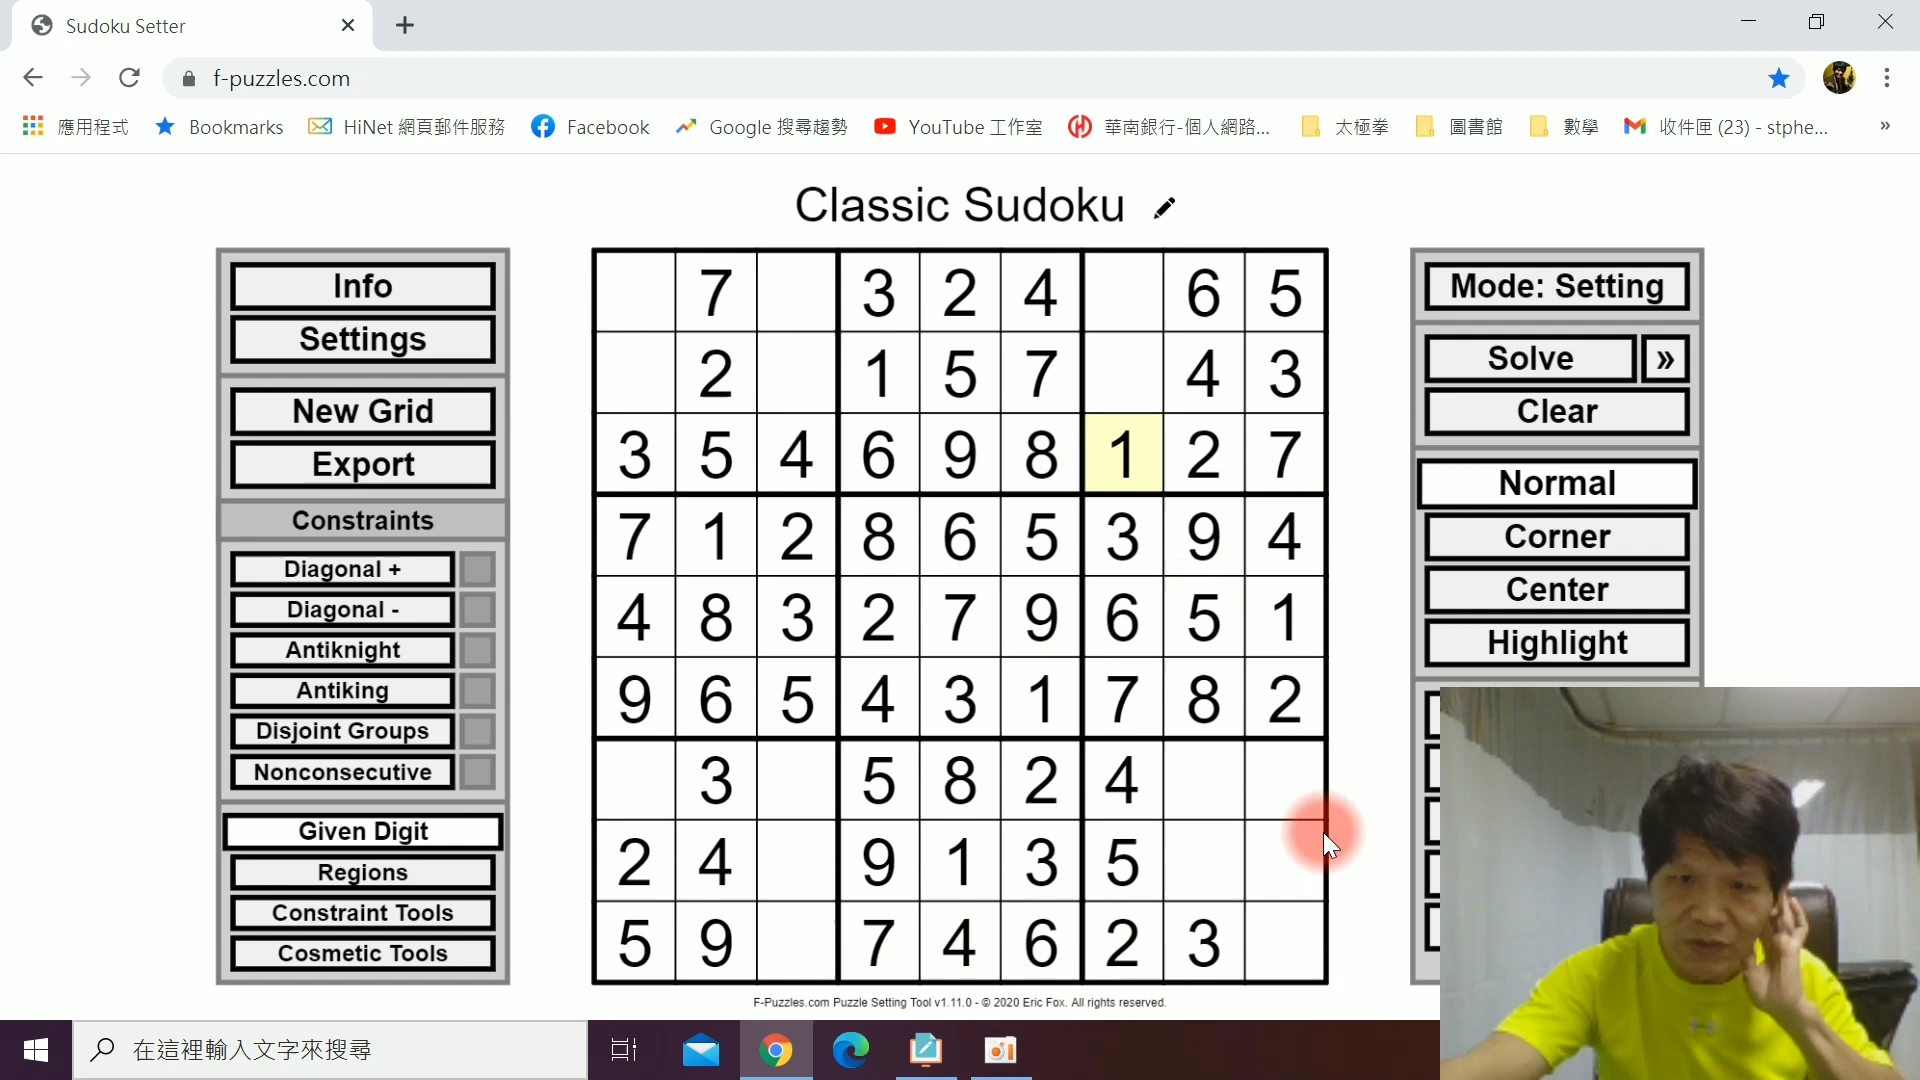 Sudoku Setter
f-puzzles.com
應用程式 Bookmarks HiNet 網頁郵件服務 Facebook Google 搜尋趨勢 YouTube 工作室 華南銀行-個人網路... 太極拳 圖書館 數學 收件匣 (23) - stphe... »
Classic Sudoku
Info
Settings
New Grid
Export
Constraints
Diagonal +
Diagonal -
Antiknight
Antiking
Disjoint Groups
Nonconsecutive
Given Digit
Regions
Constraint Tools
Cosmetic Tools
7 3 2 4 6 5
2 1 5 7 4 3
3 5 4 6 9 8 1 2 7
7 1 2 8 6 5 3 9 4
4 8 3 2 7 9 6 5 1
9 6 5 4 3 1 7 8 2
3 5 8 2 4
2 4 9 1 3 5
5 9 7 4 6 2 3
F-Puzzles.com Puzzle Setting Tool v1.11.0 - © 2020 Eric Fox. All rights reserved.
Mode: Setting
Solve »
Clear
Normal
Corner
Center
Highlight
在這裡輸入文字來搜尋